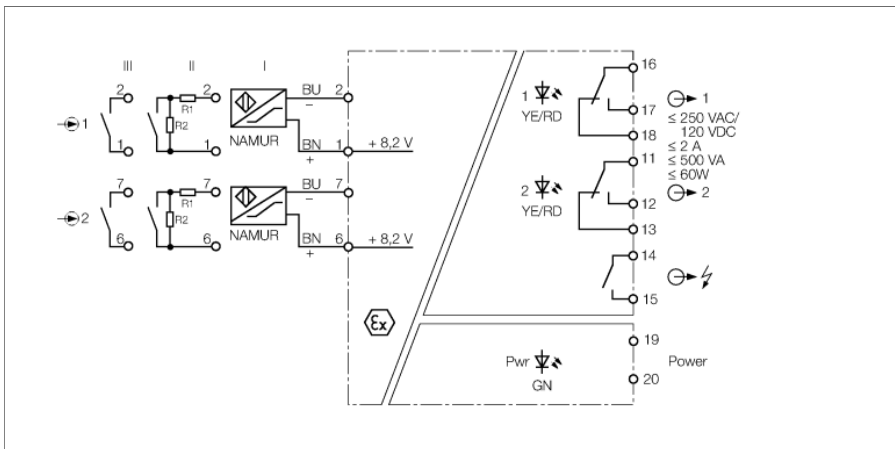 III II I
2 2 BU 2
R1 –
R2
1 1 1 BN 1 + 8,2 V
NAMUR +
7 7 BU 7
R1 –
R2
2 6 6 BN 6 + 8,2 V
NAMUR +
Ex
1
YE/RD
2
YE/RD
Pwr
GN
16
17
18
11
12
13
14
15
19
20
1
≤ 250 VAC/
120 VDC
≤ 2 A
≤ 500 VA
≤ 60W
2
Power